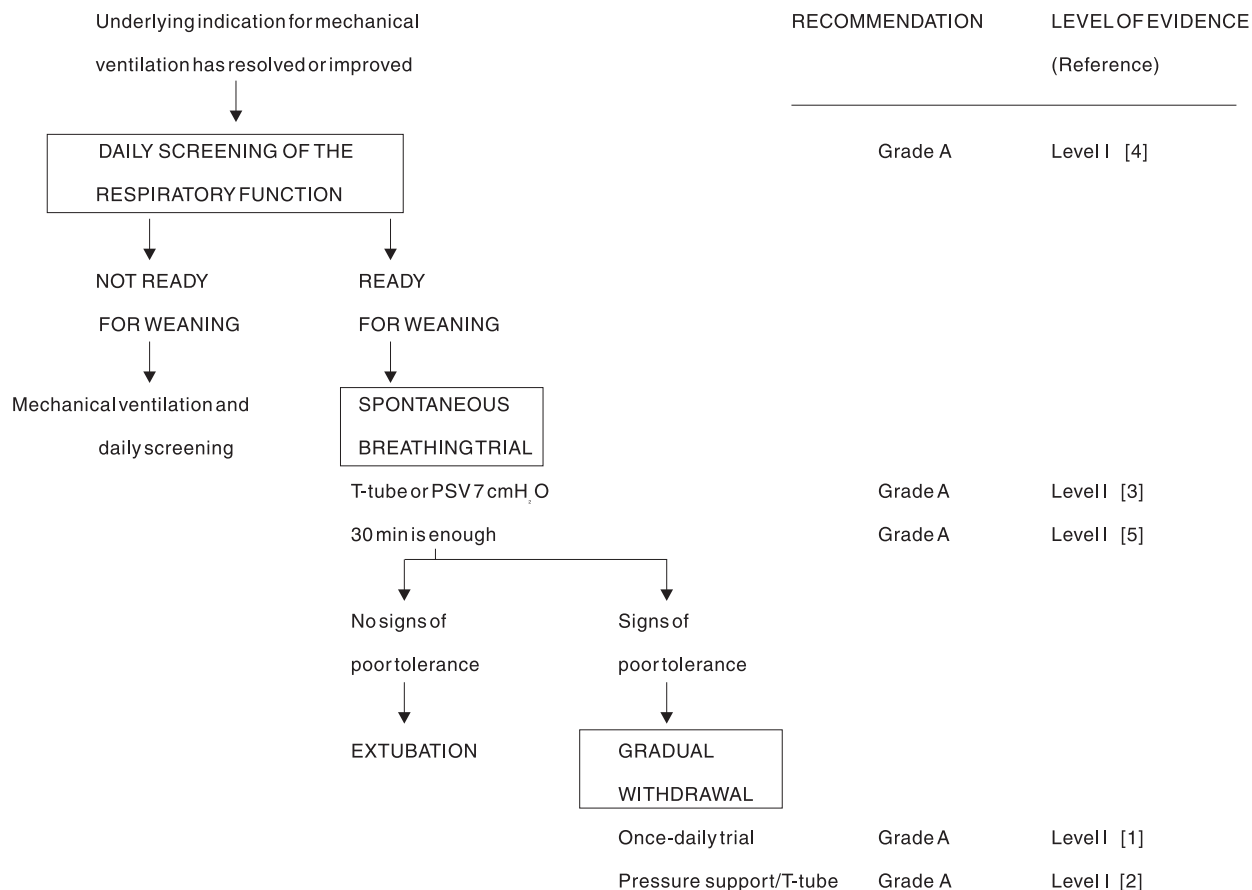 Underlying indication for mechanical
ventilation has resolved or improved
RECOMMENDATION
LEVEL OF EVIDENCE
(Reference)
DAILY SCREENING OF THE
RESPIRATORY FUNCTION
Grade A
Level I [4]
NOT READY
FOR WEANING
READY
FOR WEANING
Mechanical ventilation and
daily screening
SPONTANEOUS
BREATHING TRIAL
T-tube or PSV 7 cmH₂O
Grade A
Level I [3]
30 min is enough
Grade A
Level I [5]
No signs of
poor tolerance
Signs of
poor tolerance
EXTUBATION
GRADUAL
WITHDRAWAL
Once-daily trial
Grade A
Level I [1]
Pressure support/T-tube
Grade A
Level I [2]